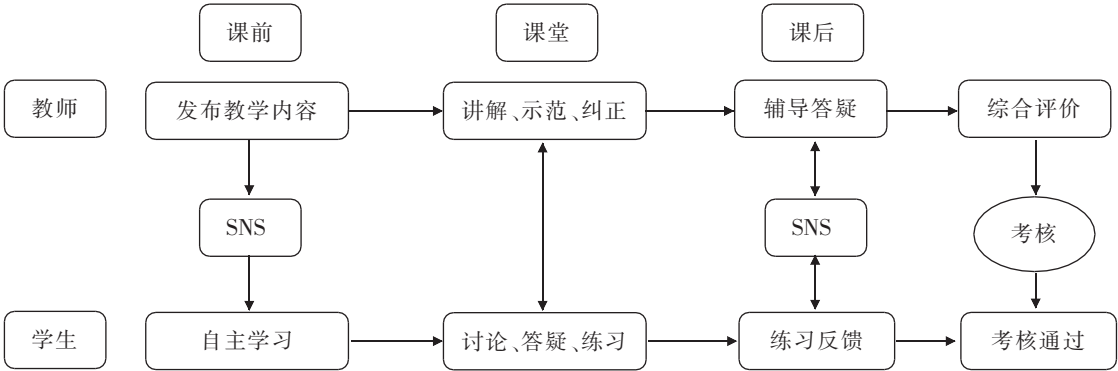 课前
课堂
课后
教师
发布教学内容
讲解、示范、纠正
辅导答疑
综合评价
SNS
SNS
考核
学生
自主学习
讨论、答疑、练习
练习反馈
考核通过